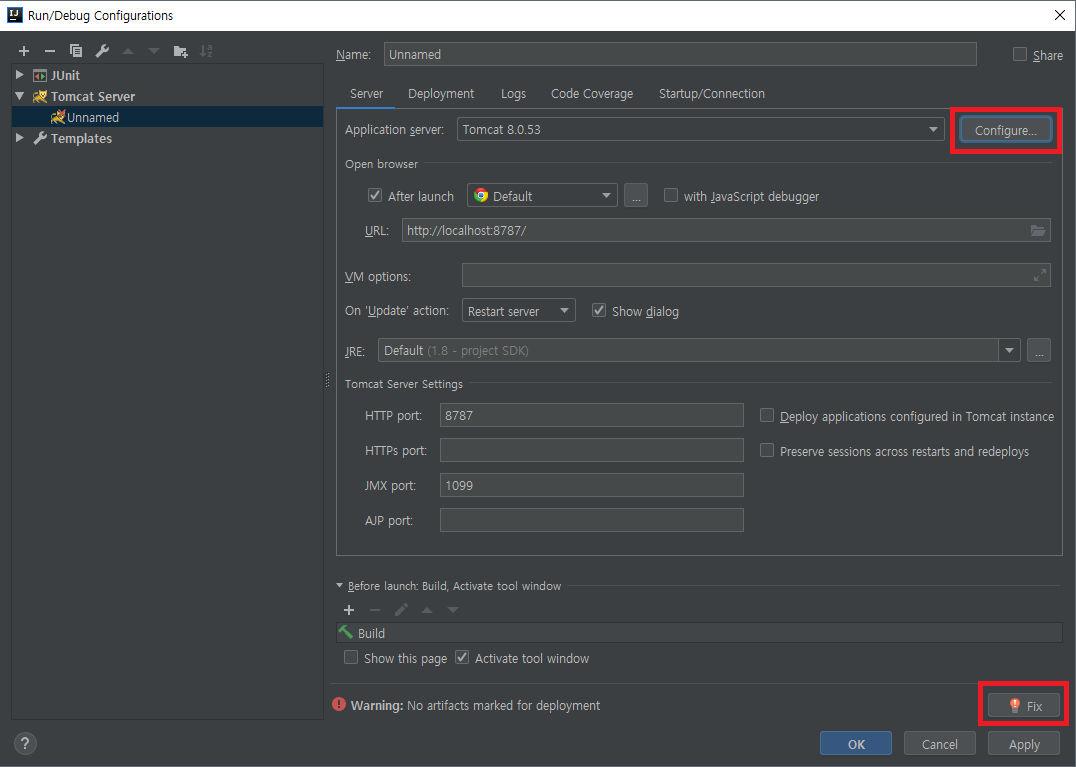 Run/Debug Configurations
JUnit
Tomcat Server
Unnamed
Templates
Name: Unnamed Share
Server Deployment Logs Code Coverage Startup/Connection
Application server: Tomcat 8.0.53 Configure...
Open browser
After launch Default ... with JavaScript debugger
URL: http://localhost:8787/
VM options:
On 'Update' action: Restart server Show dialog
JRE: Default (1.8 - project SDK) ...
Tomcat Server Settings
HTTP port: 8787 Deploy applications configured in Tomcat instance
HTTPs port: Preserve sessions across restarts and redeploys
JMX port: 1099
AJP port:
Before launch: Build, Activate tool window
Build
Show this page Activate tool window
Warning: No artifacts marked for deployment Fix
? OK Cancel Apply